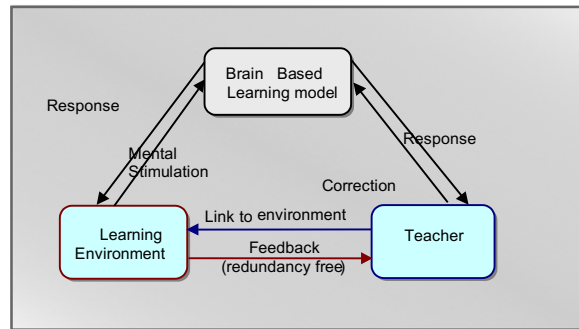 Brain Based
Learning model
Response
Response
Mental
Stimulation
Correction
Link to environment
Learning
Environment
Teacher
Feedback
(redundancy free)